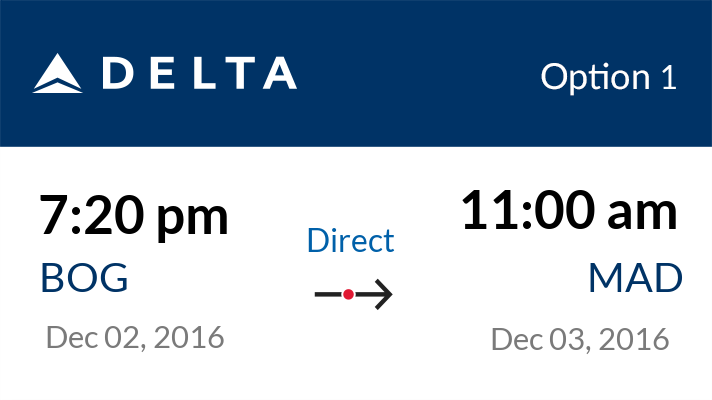 DELTA
Option 1
7:20 pm
11:00 am
Direct
BOG
MAD
Dec 02, 2016
Dec 03, 2016